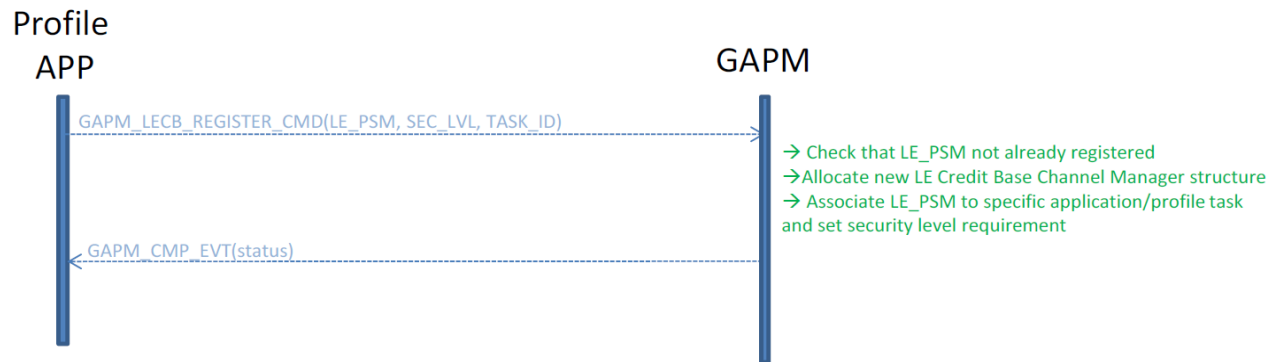 Profile
APP
GAPM
GAPM_LECB_REGISTER_CMD(LE_PSM, SEC_LVL, TASK_ID)
→ Check that LE_PSM not already registered
→Allocate new LE Credit Base Channel Manager structure
→ Associate LE_PSM to specific application/profile task
and set security level requirement
GAPM_CMP_EVT(status)